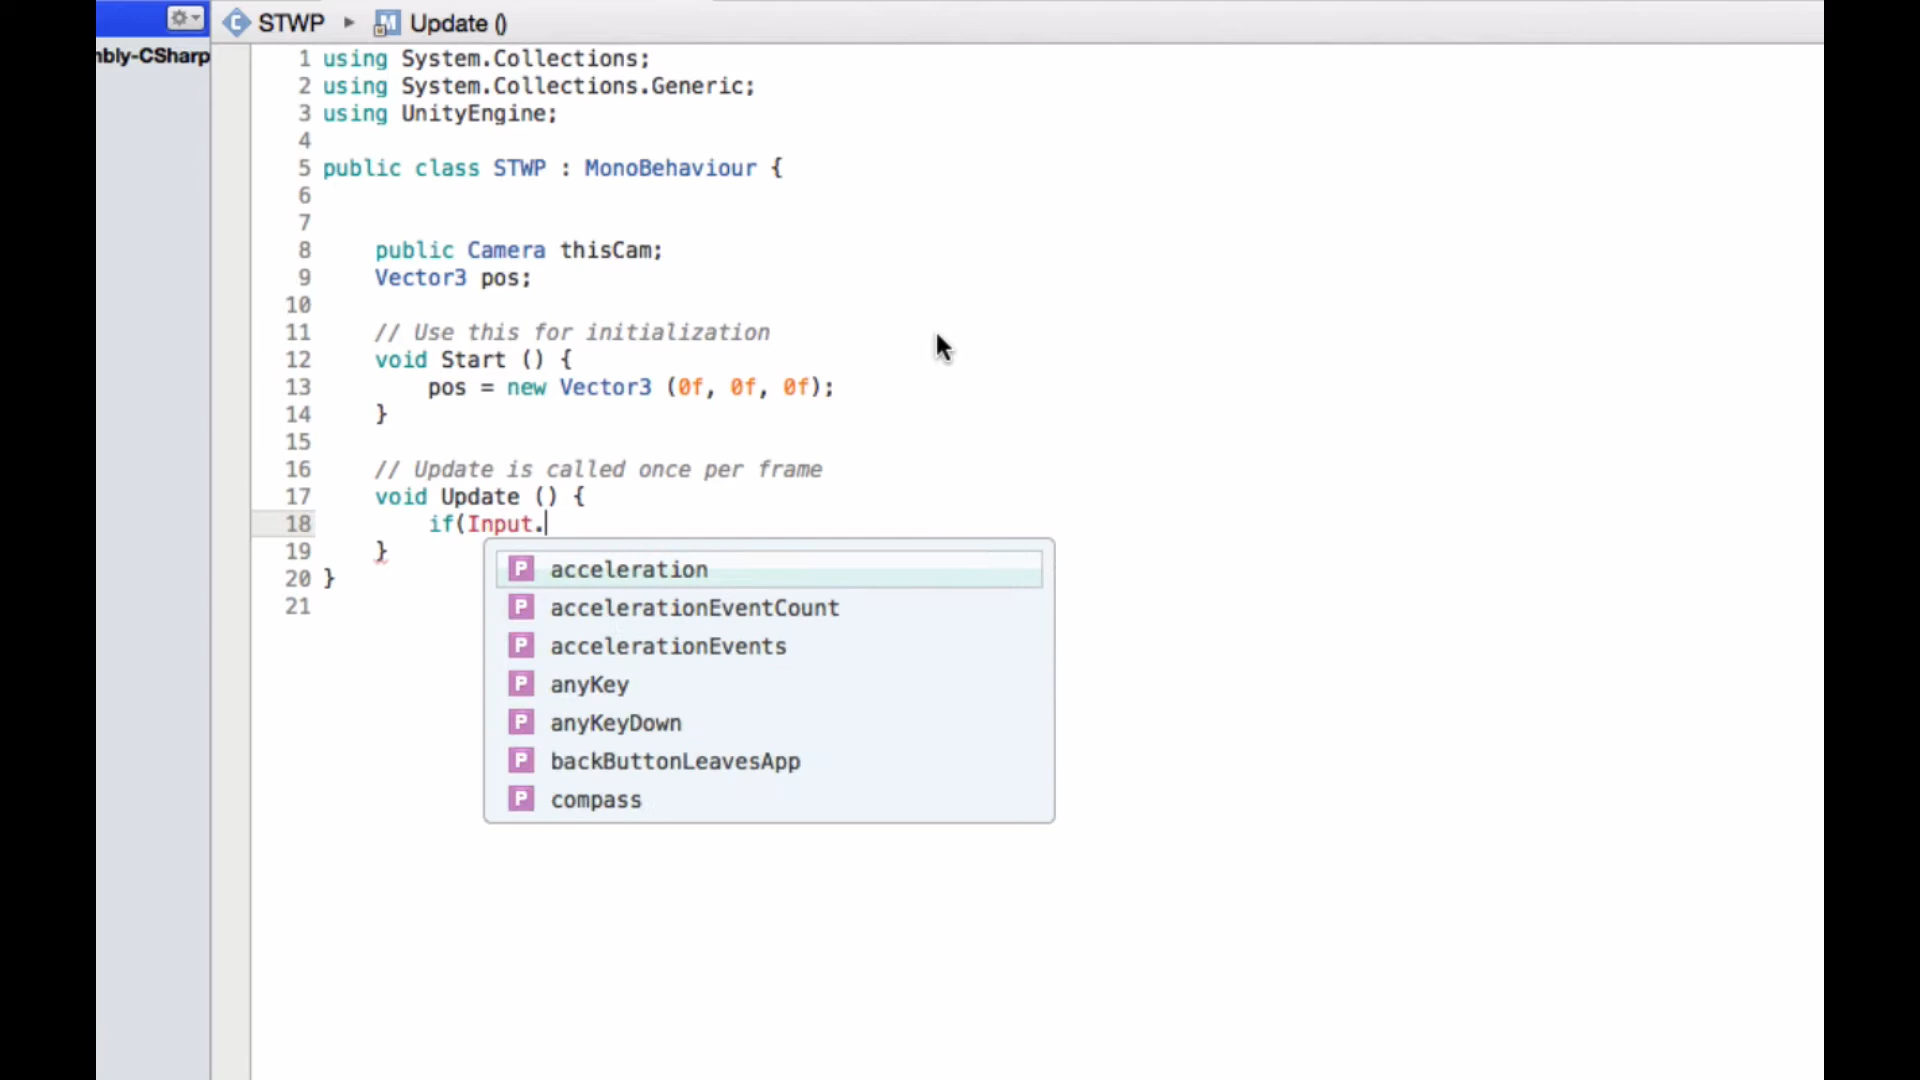 STWP ▸ Update ()
nbly-CSharp
1 using System.Collections;
2 using System.Collections.Generic;
3 using UnityEngine;
4
5 public class STWP : MonoBehaviour {
6
7
8 public Camera thisCam;
9 Vector3 pos;
10
11 // Use this for initialization
12 void Start () {
13 pos = new Vector3 (0f, 0f, 0f);
14 }
15
16 // Update is called once per frame
17 void Update () {
18 if(Input.
19 }
20 }
21
P acceleration
P accelerationEventCount
P accelerationEvents
P anyKey
P anyKeyDown
P backButtonLeavesApp
P compass